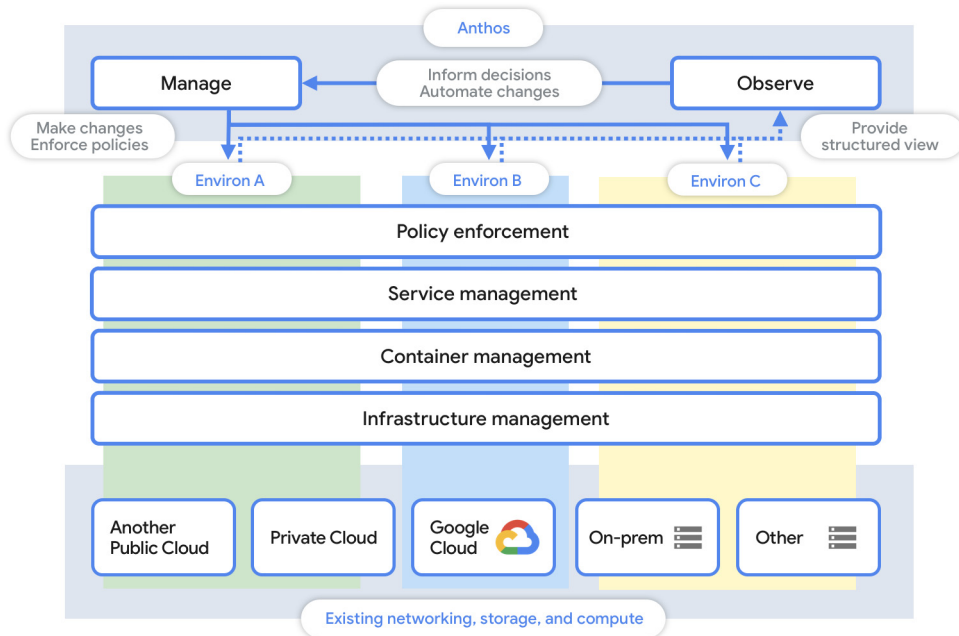 Anthos
Manage
Inform decisions
Automate changes
Observe
Make changes
Enforce policies
Provide
structured view
Environ A
Environ B
Environ C
Policy enforcement
Service management
Container management
Infrastructure management
Another
Public Cloud
Private Cloud
Google
Cloud
On-prem
Other
Existing networking, storage, and compute